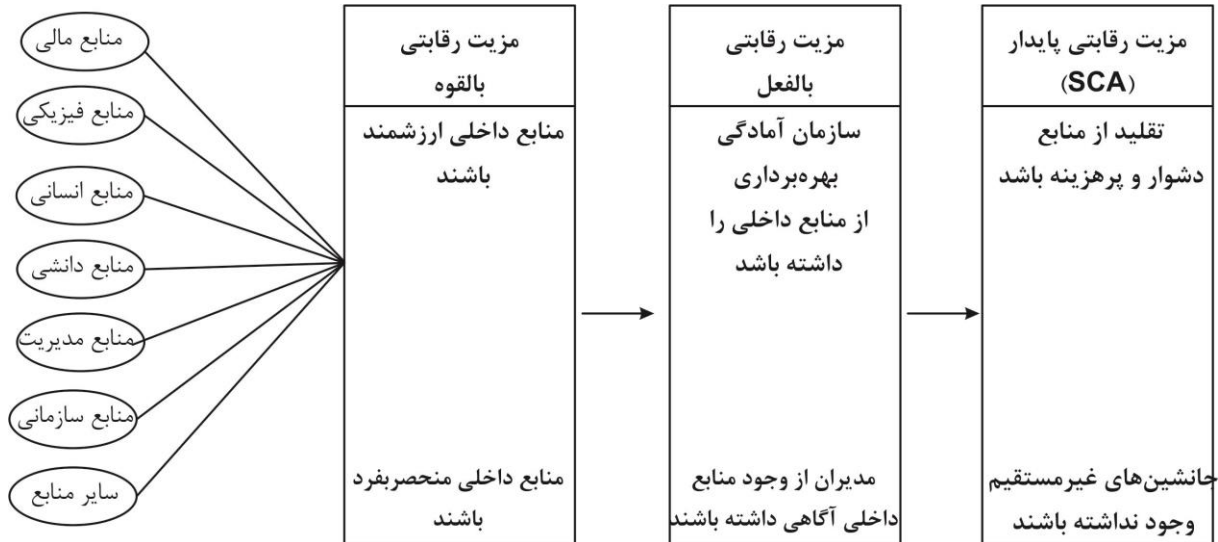 منابع مالی
منابع فیزیکی
منابع انسانی
منابع دانشی
منابع مدیریت
منابع سازمانی
سایر منابع
مزیت رقابتی
بالقوه
منابع داخلی ارزشمند
باشند
منابع داخلی منحصربفرد
باشند
مزیت رقابتی
بالفعل
سازمان آمادگی
بهره‌برداری
از منابع داخلی را
داشته باشد
مدیران از وجود منابع
داخلی آگاهی داشته باشند
مزیت رقابتی پایدار
(SCA)
تقلید از منابع
دشوار و پرهزینه باشد
جانشین‌های غیرمستقیم
وجود نداشته باشند